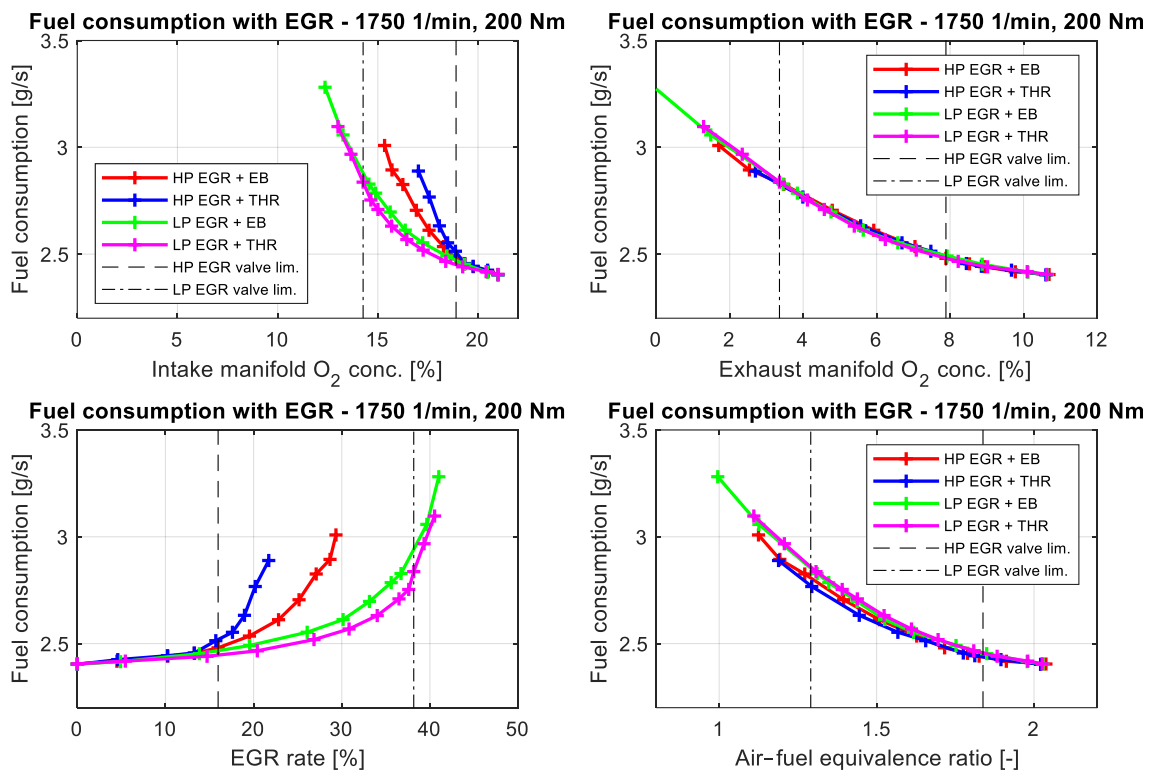 Fuel consumption with EGR - 1750 1/min, 200 Nm
3.5
3
2.5
Fuel consumption [g/s]
HP EGR + EB
HP EGR + THR
LP EGR + EB
LP EGR + THR
HP EGR valve lim.
LP EGR valve lim.
0 5 10 15 20
Intake manifold O2 conc. [%]
Fuel consumption with EGR - 1750 1/min, 200 Nm
3.5
3
2.5
Fuel consumption [g/s]
HP EGR + EB
HP EGR + THR
LP EGR + EB
LP EGR + THR
HP EGR valve lim.
LP EGR valve lim.
0 2 4 6 8 10 12
Exhaust manifold O2 conc. [%]
Fuel consumption with EGR - 1750 1/min, 200 Nm
3.5
3
2.5
Fuel consumption [g/s]
0 10 20 30 40 50
EGR rate [%]
Fuel consumption with EGR - 1750 1/min, 200 Nm
3.5
3
2.5
Fuel consumption [g/s]
HP EGR + EB
HP EGR + THR
LP EGR + EB
LP EGR + THR
HP EGR valve lim.
LP EGR valve lim.
1 1.5 2
Air-fuel equivalence ratio [-]